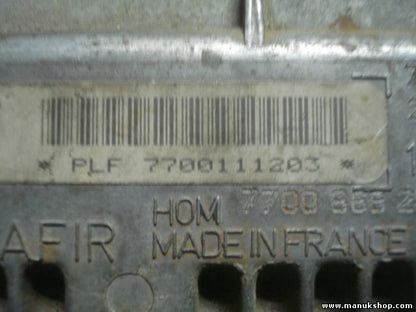 * PLF 7700111203 *
HOM 7700
AFIR MADE IN FRANCE
www.manukshop.com